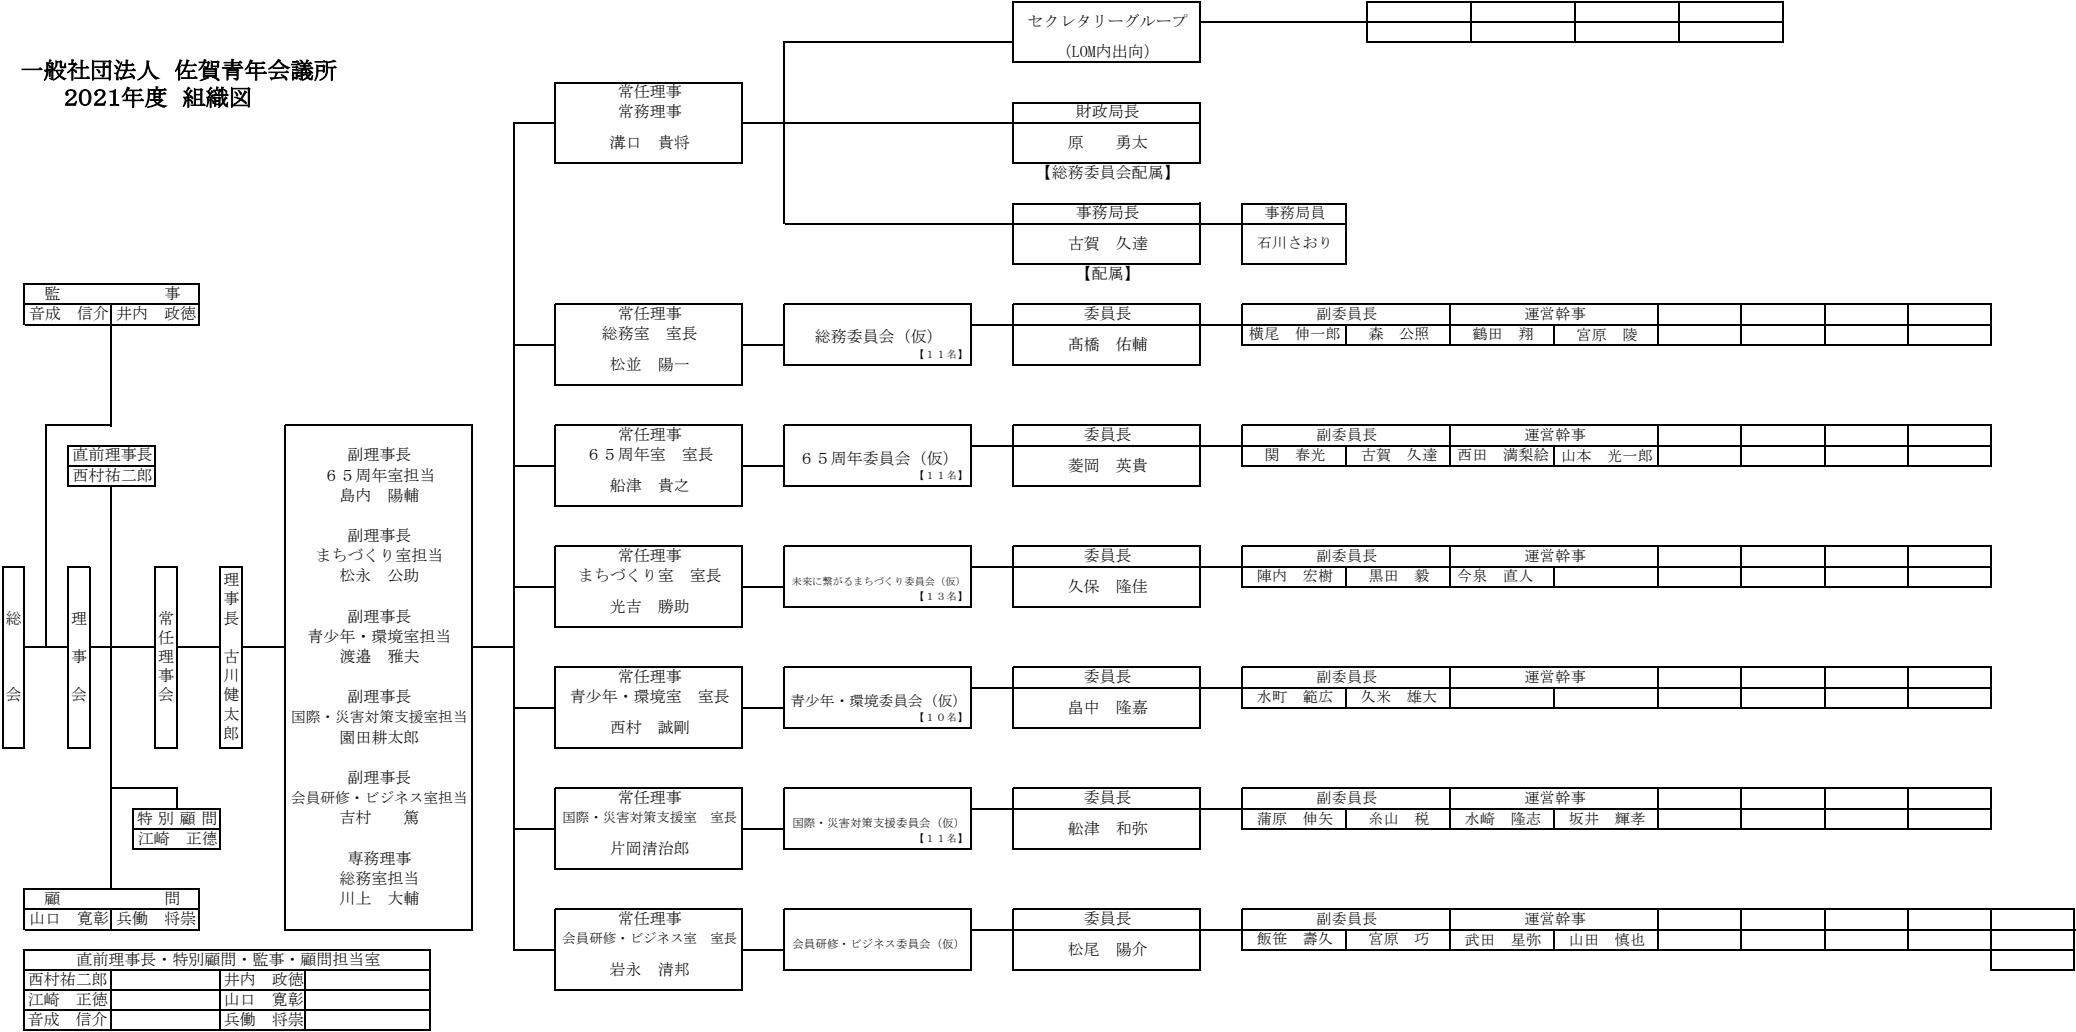 一般社団法人　佐賀青年会議所
2021年度　組織図
セクレタリーグループ
(LOM内出向)
常任理事
常務理事
溝口　貴将
財政局長
原　　勇太
【総務委員会配属】
事務局長
古賀　久達
【配属】
事務局員
石川さおり
監　　　　　　事
音成　信介　井内　政徳
直前理事長
西村祐二郎
総　会
理　事　会
常任理事会
理事長　古川健太郎
特別顧問
江崎　正德
顧　　　　　　問
山口　寛彰　兵働　将崇
直前理事長・特別顧問・監事・顧問担当室
西村祐二郎　井内　政徳
江崎　正徳　山口　寛彰
音成　信介　兵働　将崇
副理事長
６５周年室担当
島内　陽輔
副理事長
まちづくり室担当
松永　公助
副理事長
青少年・環境室担当
渡邉　雅夫
副理事長
国際・災害対策支援室担当
園田耕太郎
副理事長
会員研修・ビジネス室担当
吉村　　篤
専務理事
総務室担当
川上　大輔
常任理事
総務室　室長
松並　陽一
総務委員会（仮）
【１１名】
委員長
髙橋　佑輔
副委員長　運営幹事
横尾　伸一郎　森　公照　鶴田　翔　宮原　陵
常任理事
６５周年室　室長
船津　貴之
６５周年委員会（仮）
【１１名】
委員長
菱岡　英貴
副委員長　運営幹事
関　春光　古賀　久達　西田　満梨絵　山本　光一郎
常任理事
まちづくり室　室長
光吉　勝助
未来に繋がるまちづくり委員会（仮）
【１３名】
委員長
久保　隆佳
副委員長　運営幹事
陣内　宏樹　黒田　毅　今泉　直人
常任理事
青少年・環境室　室長
西村　誠剛
青少年・環境委員会（仮）
【１０名】
委員長
畠中　隆嘉
副委員長　運営幹事
水町　範広　久米　雄大
常任理事
国際・災害対策支援室　室長
片岡清治郎
国際・災害対策支援委員会（仮）
【１１名】
委員長
舩津　和弥
副委員長　運営幹事
蒲原　伸矢　糸山　税　水崎　隆志　坂井　輝孝
常任理事
会員研修・ビジネス室　室長
岩永　清邦
会員研修・ビジネス委員会（仮）
委員長
松尾　陽介
副委員長　運営幹事
飯笹　壽久　宮原　巧　武田　星弥　山田　慎也